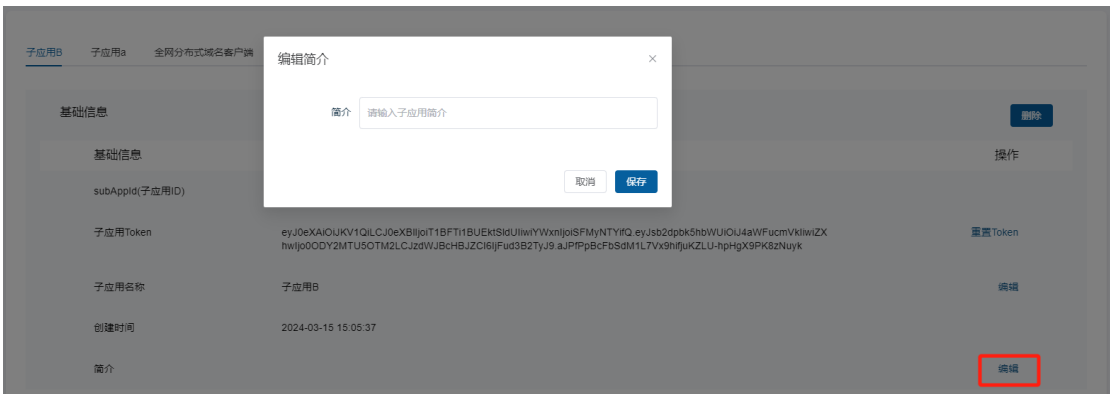 子应用B 子应用a 全网分布式域名客户端
编辑简介
简介 请输入子应用简介
取消 保存
基础信息 删除
基础信息 操作
subAppId(子应用ID)
子应用Token eyJ0eXAiOiJKV1QiLCJ0eXBlIjoiT1BFTi1BUEktSldUIiwiYWxnIjoiSFMyNTYifQ.eyJsb2dpbk5hbWUiOiJ4aWFucmVkIiwiZX 重置Token
hwIjo0ODY2MTU5OTM2LCJzdWJBcHBJZCI6IjFud3B2TyJ9.aJPfPpBcFbSdM1L7Vx9hifjuKZLU-hpHgX9PK8zNuyk
子应用名称 子应用B 编辑
创建时间 2024-03-15 15:05:37
简介 编辑